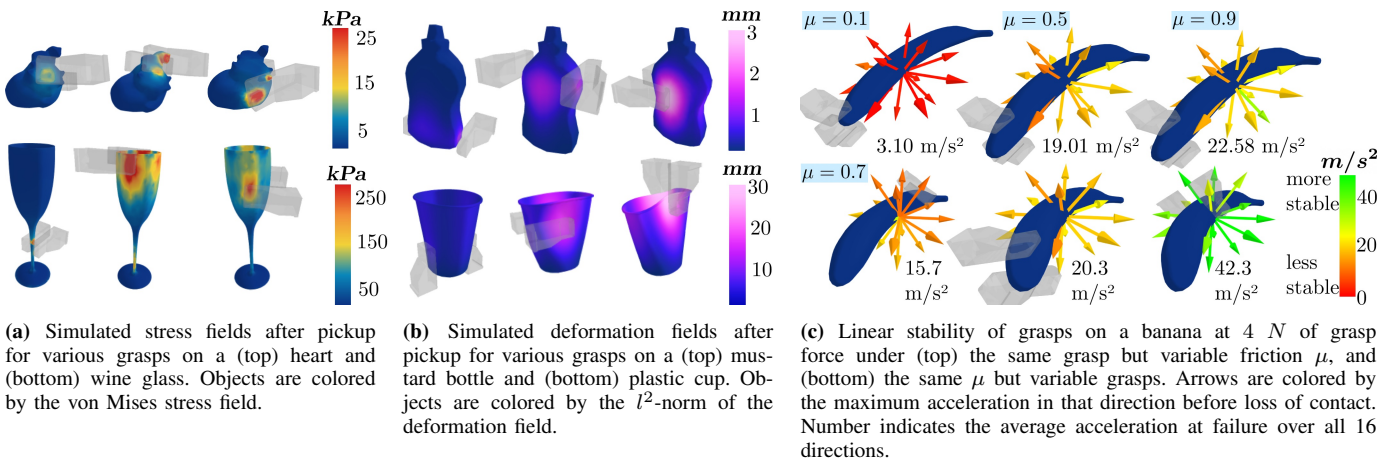 kPa
25
15
5
kPa
250
150
50
mm
3
2
1
mm
30
20
10
μ = 0.1
μ = 0.5
μ = 0.9
3.10 m/s²
19.01 m/s²
22.58 m/s²
μ = 0.7
15.7
m/s²
20.3
m/s²
42.3
m/s²
m/s²
more
stable
less
stable
40
20
0
(a) Simulated stress fields after pickup
for various grasps on a (top) heart and
(bottom) wine glass. Objects are colored
by the von Mises stress field.
(b) Simulated deformation fields after
pickup for various grasps on a (top) mus-
tard bottle and (bottom) plastic cup. Ob-
jects are colored by the l²-norm of the
deformation field.
(c) Linear stability of grasps on a banana at 4 N of grasp
force under (top) the same grasp but variable friction μ, and
(bottom) the same μ but variable grasps. Arrows are colored by
the maximum acceleration in that direction before loss of contact.
Number indicates the average acceleration at failure over all 16
directions.